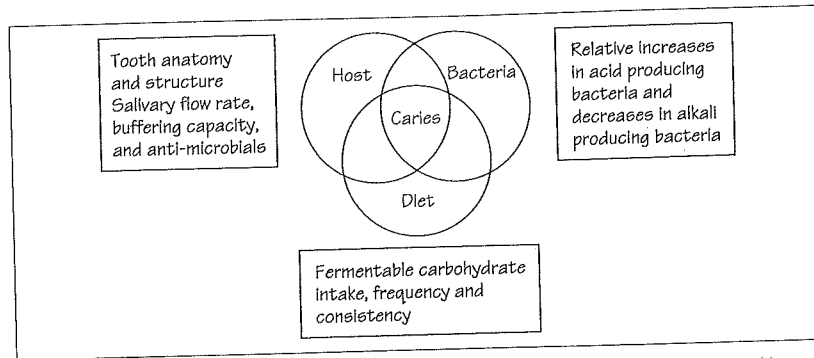 Tooth anatomy
and structure
Salivary flow rate,
buffering capacity,
and anti-microbials
Host
Bacteria
Caries
Diet
Relative increases
in acid producing
bacteria and
decreases in alkali
producing bacteria
Fermentable carbohydrate
intake, frequency and
consistency